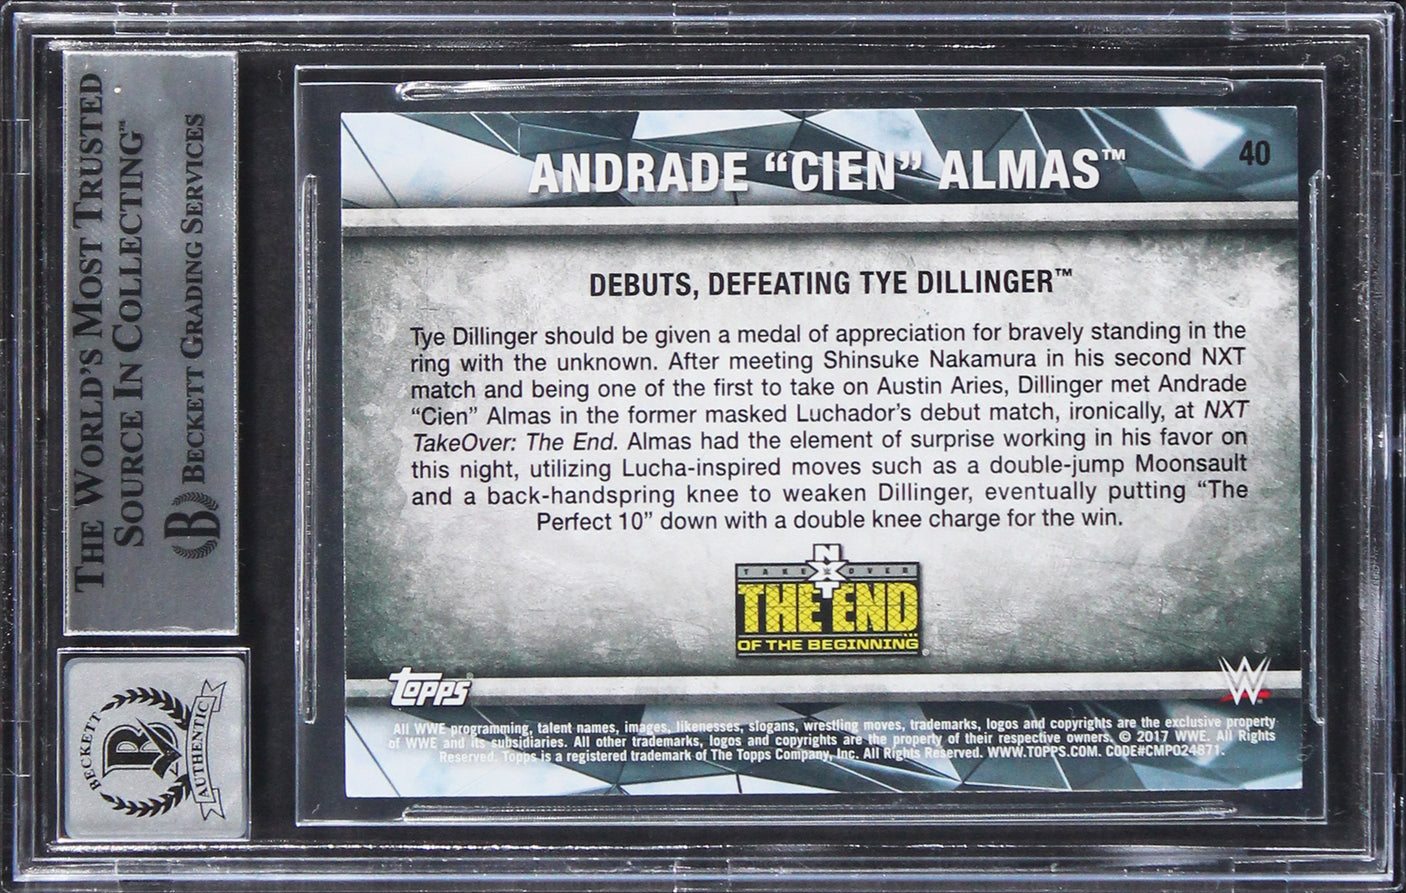 THE WORLD'S MOST TRUSTED
SOURCE IN COLLECTING™
B BECKETT GRADING SERVICES
BECKETT
B
AUTHENTIC
ANDRADE “CIEN” ALMAS™
40
DEBUTS, DEFEATING TYE DILLINGER™
Tye Dillinger should be given a medal of appreciation for bravely standing in the
ring with the unknown. After meeting Shinsuke Nakamura in his second NXT
match and being one of the first to take on Austin Aries, Dillinger met Andrade
“Cien” Almas in the former masked Luchador’s debut match, ironically, at NXT
TakeOver: The End. Almas had the element of surprise working in his favor on
this night, utilizing Lucha-inspired moves such as a double-jump Moonsault
and a back-handspring knee to weaken Dillinger, eventually putting “The
Perfect 10” down with a double knee charge for the win.
NXT
TAKEOVER
THE END
OF THE BEGINNING...
®
topps®
W
All WWE programming, talent names, images, likenesses, slogans, wrestling moves, trademarks, logos and copyrights are the exclusive property
of WWE and its subsidiaries. All other trademarks, logos and copyrights are the property of their respective owners. © 2017 WWE. All Rights
Reserved. Topps is a registered trademark of The Topps Company, Inc. All Rights Reserved. WWW.TOPPS.COM. CODE#CMP024871.